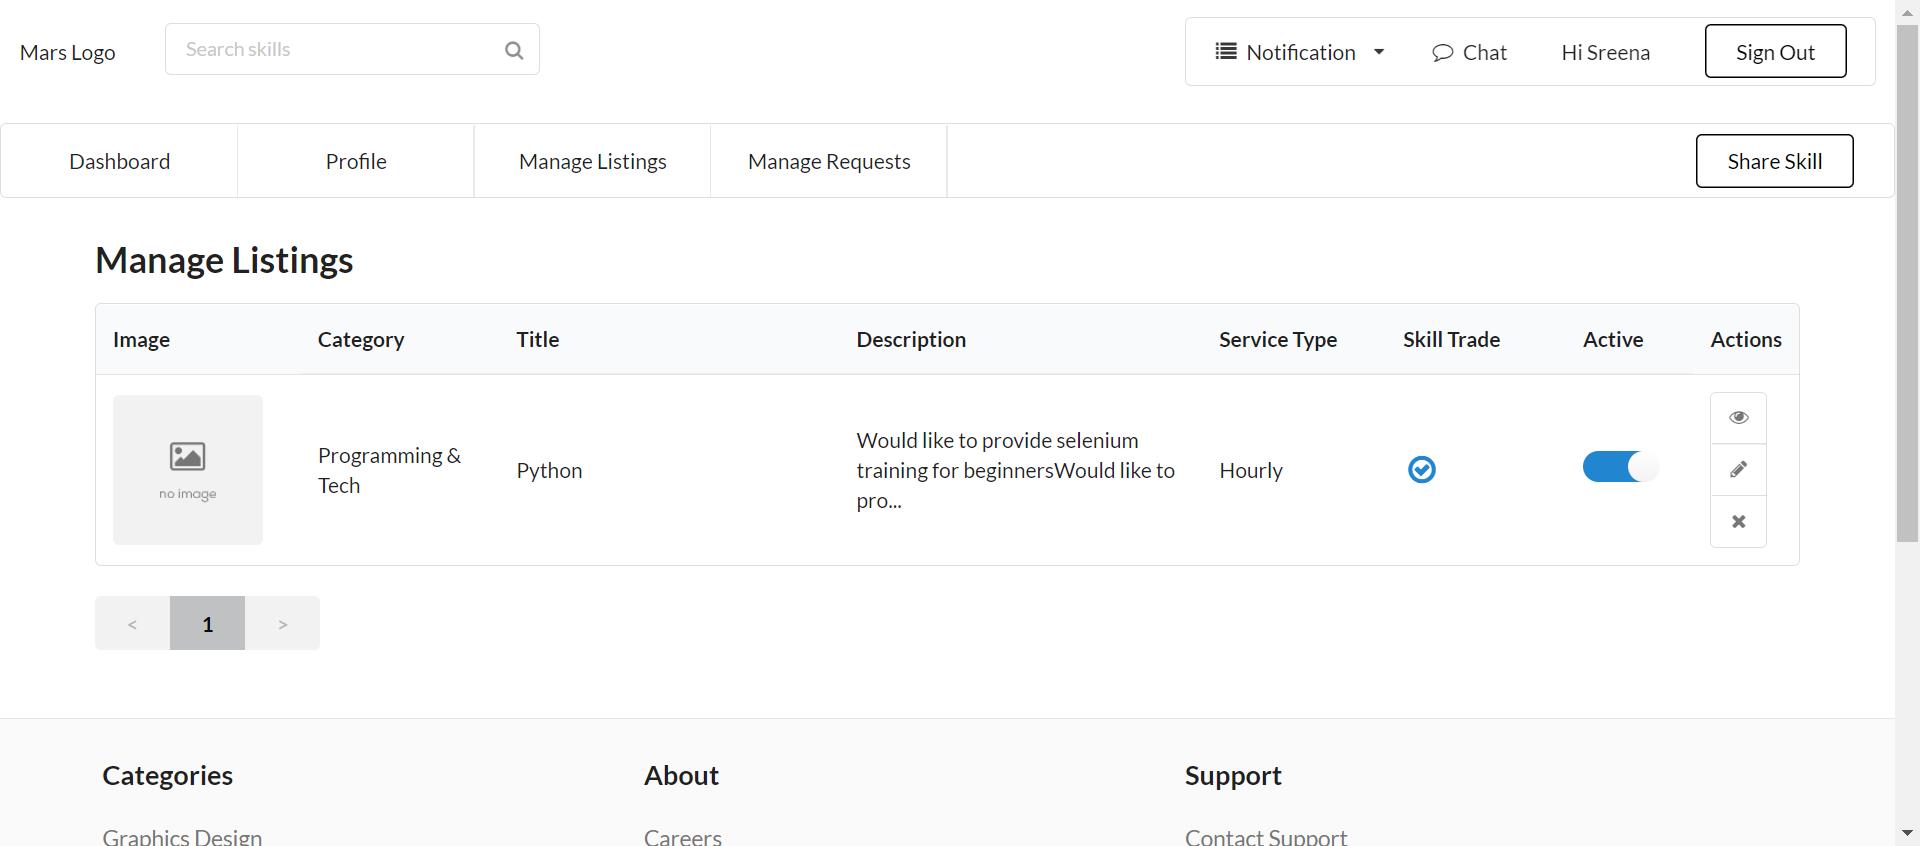 Mars Logo
Search skills
Notification
Chat
Hi Sreena
Sign Out
Dashboard
Profile
Manage Listings
Manage Requests
Share Skill
Manage Listings
Image
Category
Title
Description
Service Type
Skill Trade
Active
Actions
no image
Programming &
Tech
Python
Would like to provide selenium
training for beginnersWould like to
pro...
Hourly
<
1
>
Categories
About
Support
Graphics Design
Careers
Contact Support